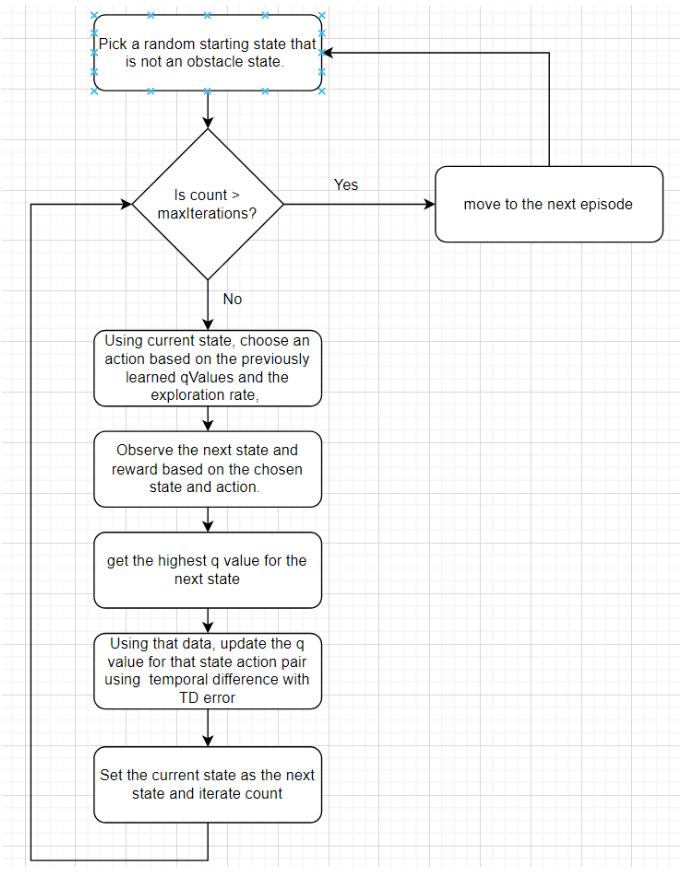 Pick a random starting state that
is not an obstacle state.
Is count >
maxIterations?
Yes
move to the next episode
No
Using current state, choose an
action based on the previously
learned qValues and the
exploration rate,
Observe the next state and
reward based on the chosen
state and action.
get the highest q value for the
next state
Using that data, update the q
value for that state action pair
using  temporal difference with
TD error
Set the current state as the next
state and iterate count